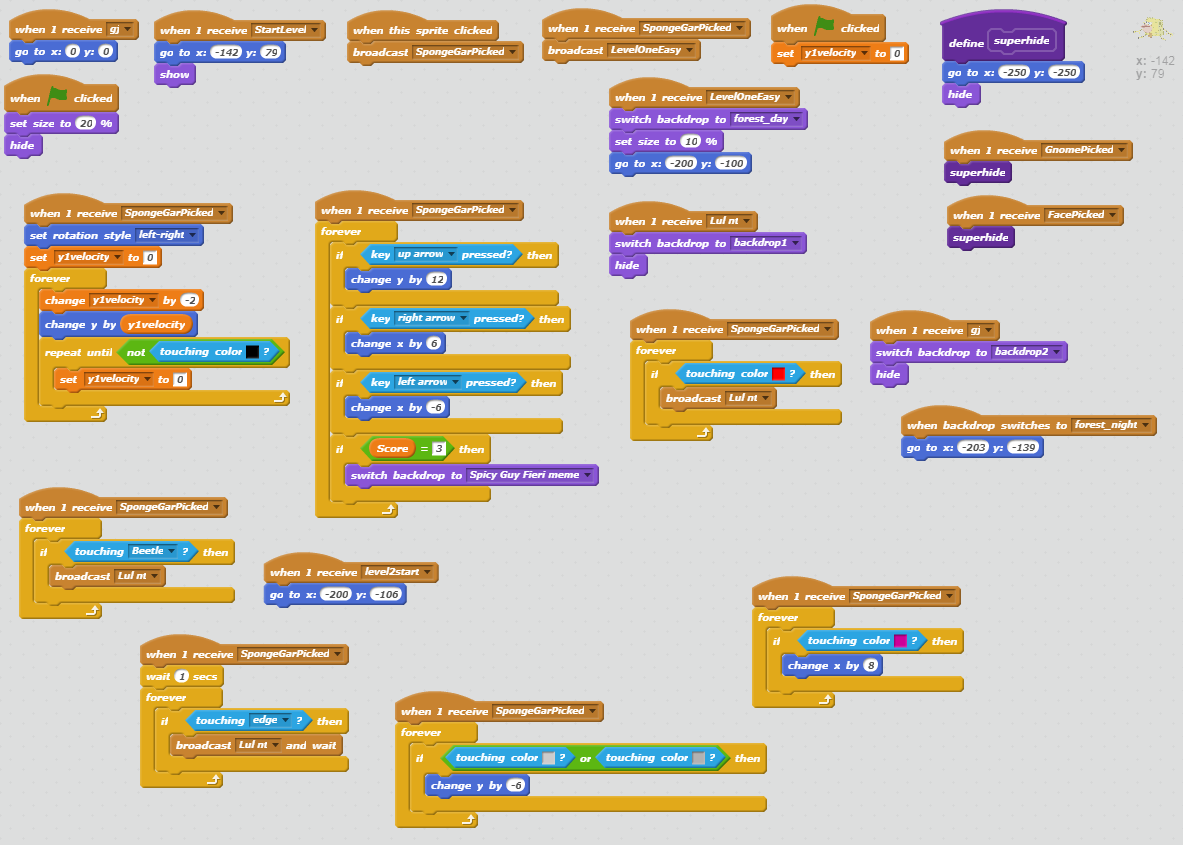 when I receive gj
go to x: 0 y: 0
when I receive StartLevel
go to x: -142 y: 79
show
when this sprite clicked
broadcast SpongeGarPicked
when I receive SpongeGarPicked
broadcast LevelOneEasy
when clicked
set y1velocity to 0
define superhide
go to x: -250 y: -250
hide
x: -142
y: 79
when clicked
set size to 20 %
hide
when I receive LevelOneEasy
switch backdrop to forest_day
set size to 10 %
go to x: -200 y: -100
when I receive GnomePicked
superhide
when I receive SpongeGarPicked
set rotation style left-right
set y1velocity to 0
forever
change y1velocity by -2
change y by y1velocity
repeat until not touching color ?
set y1velocity to 0
when I receive SpongeGarPicked
forever
if key up arrow pressed? then
change y by 12
if key right arrow pressed? then
change x by 6
if key left arrow pressed? then
change x by -6
if Score = 3 then
switch backdrop to Spicy Guy Fieri meme
when I receive Lul nt
switch backdrop to backdrop1
hide
when I receive FacePicked
superhide
when I receive SpongeGarPicked
forever
if touching color ? then
broadcast Lul nt
when I receive gj
switch backdrop to backdrop2
hide
when backdrop switches to forest_night
go to x: -203 y: -139
when I receive SpongeGarPicked
forever
if touching Beetle ? then
broadcast Lul nt
when I receive level2start
go to x: -200 y: -106
when I receive SpongeGarPicked
forever
if touching color ? then
change x by 8
when I receive SpongeGarPicked
wait 1 secs
forever
if touching edge ? then
broadcast Lul nt and wait
when I receive SpongeGarPicked
forever
if touching color ? or touching color ? then
change y by -6